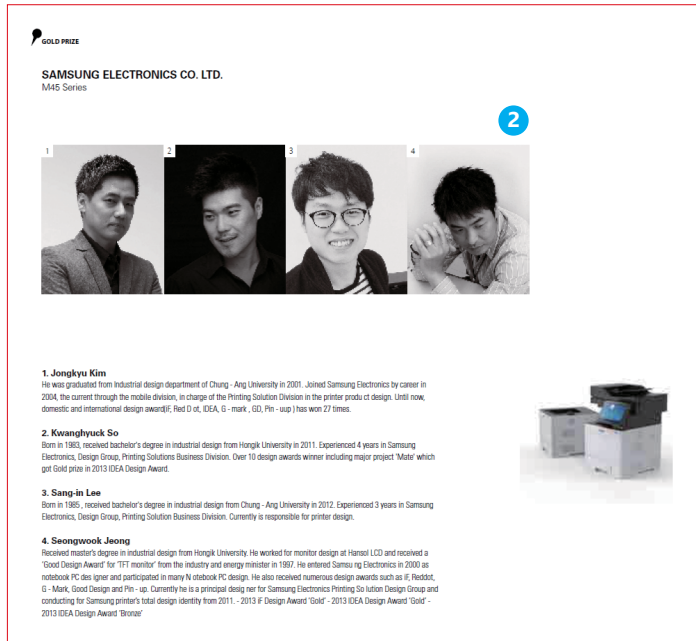 GOLD PRIZE
SAMSUNG ELECTRONICS CO. LTD.
M45 Series
2
1
2
3
4
1. Jongkyu Kim
He was graduated from Industrial design department of Chung - Ang University in 2001. Joined Samsung Electronics by career in
2004, the current through the mobile division, in charge of the Printing Solution Division in the printer produ ct design. Until now,
domestic and international design award(iF, Red D ot, IDEA, G - mark , GD, Pin - uup ) has won 27 times.
2. Kwanghyuck So
Born in 1983, received bachelor's degree in industrial design from Hongik University in 2011. Experienced 4 years in Samsung
Electronics, Design Group, Printing Solutions Business Division. Over 10 design awards winner including major project 'Mate' which
got Gold prize in 2013 IDEA Design Award.
3. Sang-in Lee
Born in 1985 , received bachelor's degree in industrial design from Chung - Ang University in 2012. Experienced 3 years in Samsung
Electronics, Design Group, Printing Solution Business Division. Currently is responsible for printer design.
4. Seongwook Jeong
Received master's degree in industrial design from Hongik University. He worked for monitor design at Hansol LCD and received a
'Good Design Award' for 'TFT monitor' from the industry and energy minister in 1997. He entered Samsu ng Electronics in 2000 as
notebook PC des igner and participated in many N otebook PC design. He also received numerous design awards such as iF, Reddot,
G - Mark, Good Design and Pin - up. Currently he is a principal desig ner for Samsung Electronics Printing So lution Design Group and
conducting for Samsung printer's total design identity from 2011. - 2013 iF Design Award 'Gold' - 2013 IDEA Design Award 'Gold' -
2013 IDEA Design Award 'Bronze'